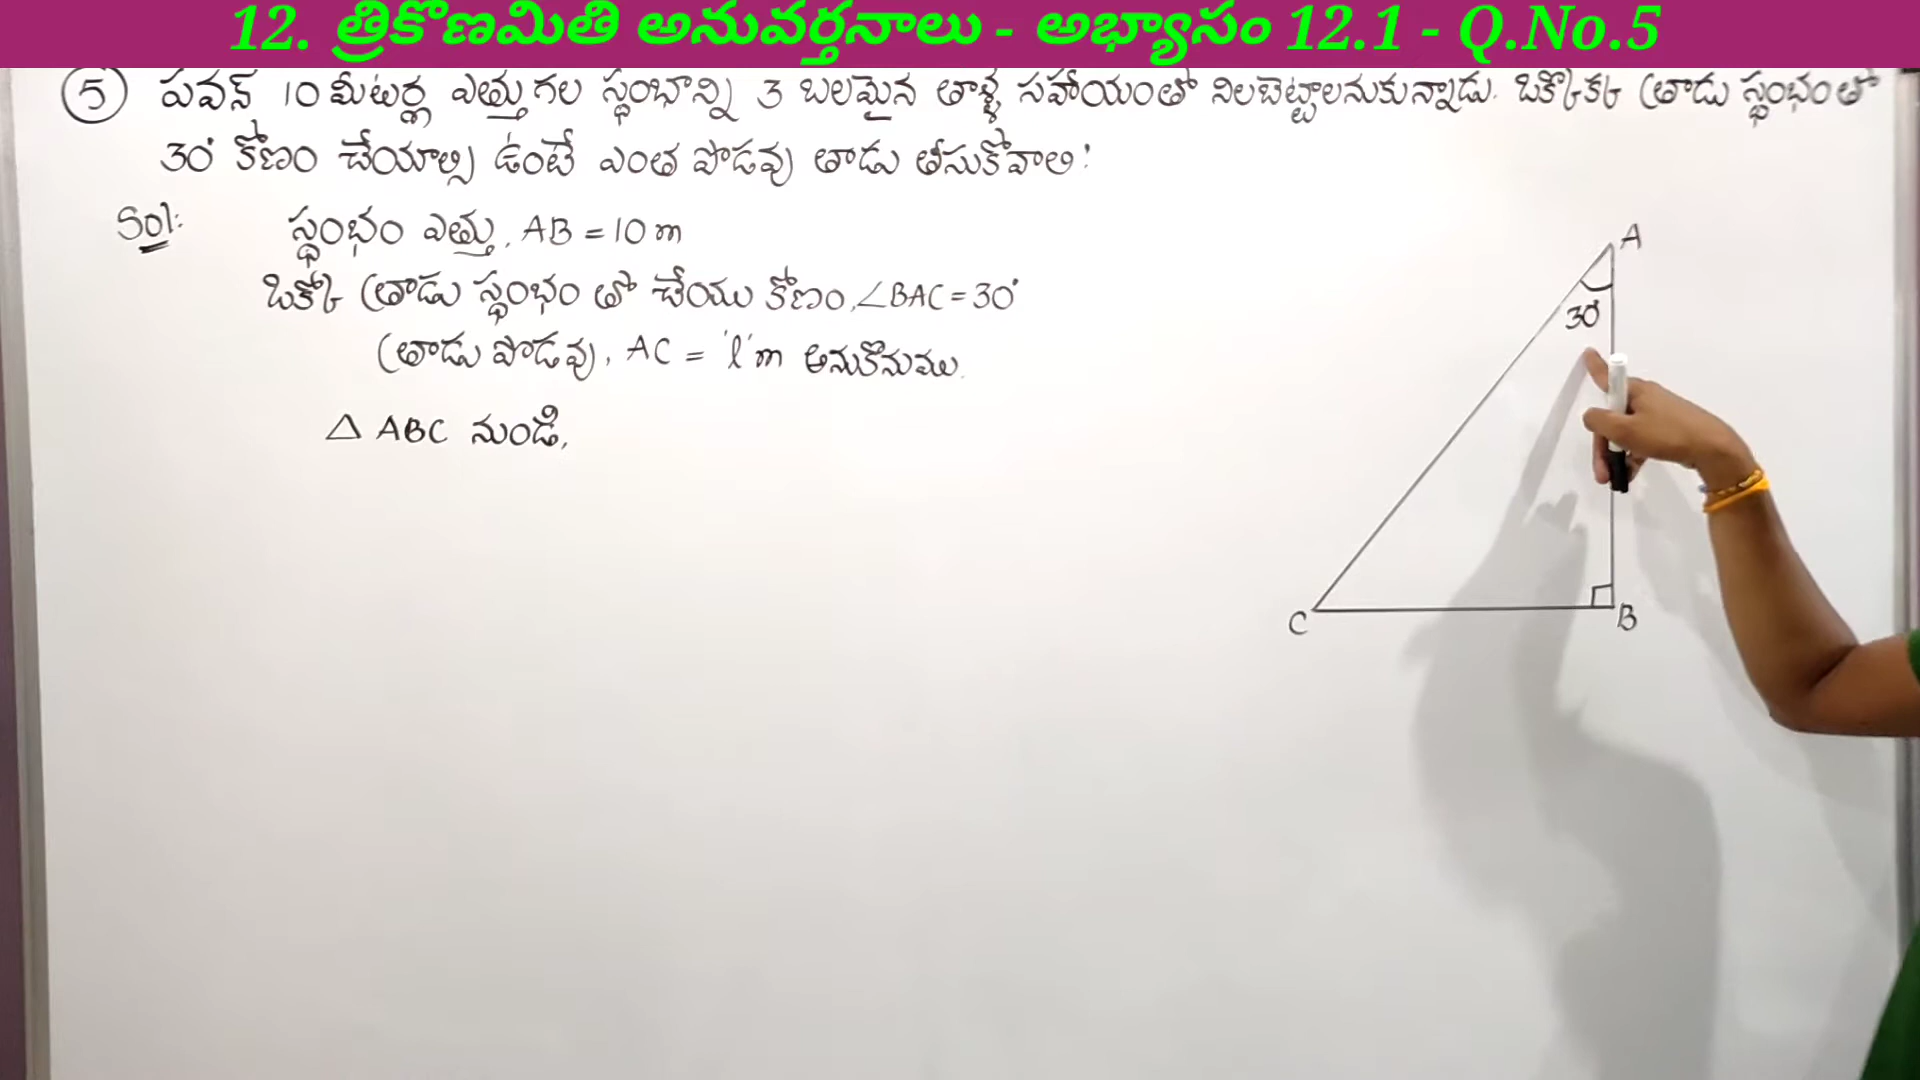 12. త్రికోణమితి అనువర్తనాలు - అభ్యాసం 12.1 - Q.No.5
5 పవన్ 10 మీటర్ల ఎత్తుగల స్థంభాన్ని 3 బలమైన తాళ్ళ సహాయంతో నిలబెట్టాలనుకున్నాడు. ఒక్కొక్క త్రాడు స్థంభంతో
30° కోణం చేయాల్సి ఉంటే ఎంత పొడవు తాడు తీసుకోవాలి?
Sol:
స్థంభం ఎత్తు, AB = 10 m
ఒక్కో త్రాడు స్థంభం తో చేయు కోణం, ∠BAC = 30°
త్రాడు పొడవు, AC = 'l' m అనుకొనుము.
△ ABC నుండి,
A
30°
C
B